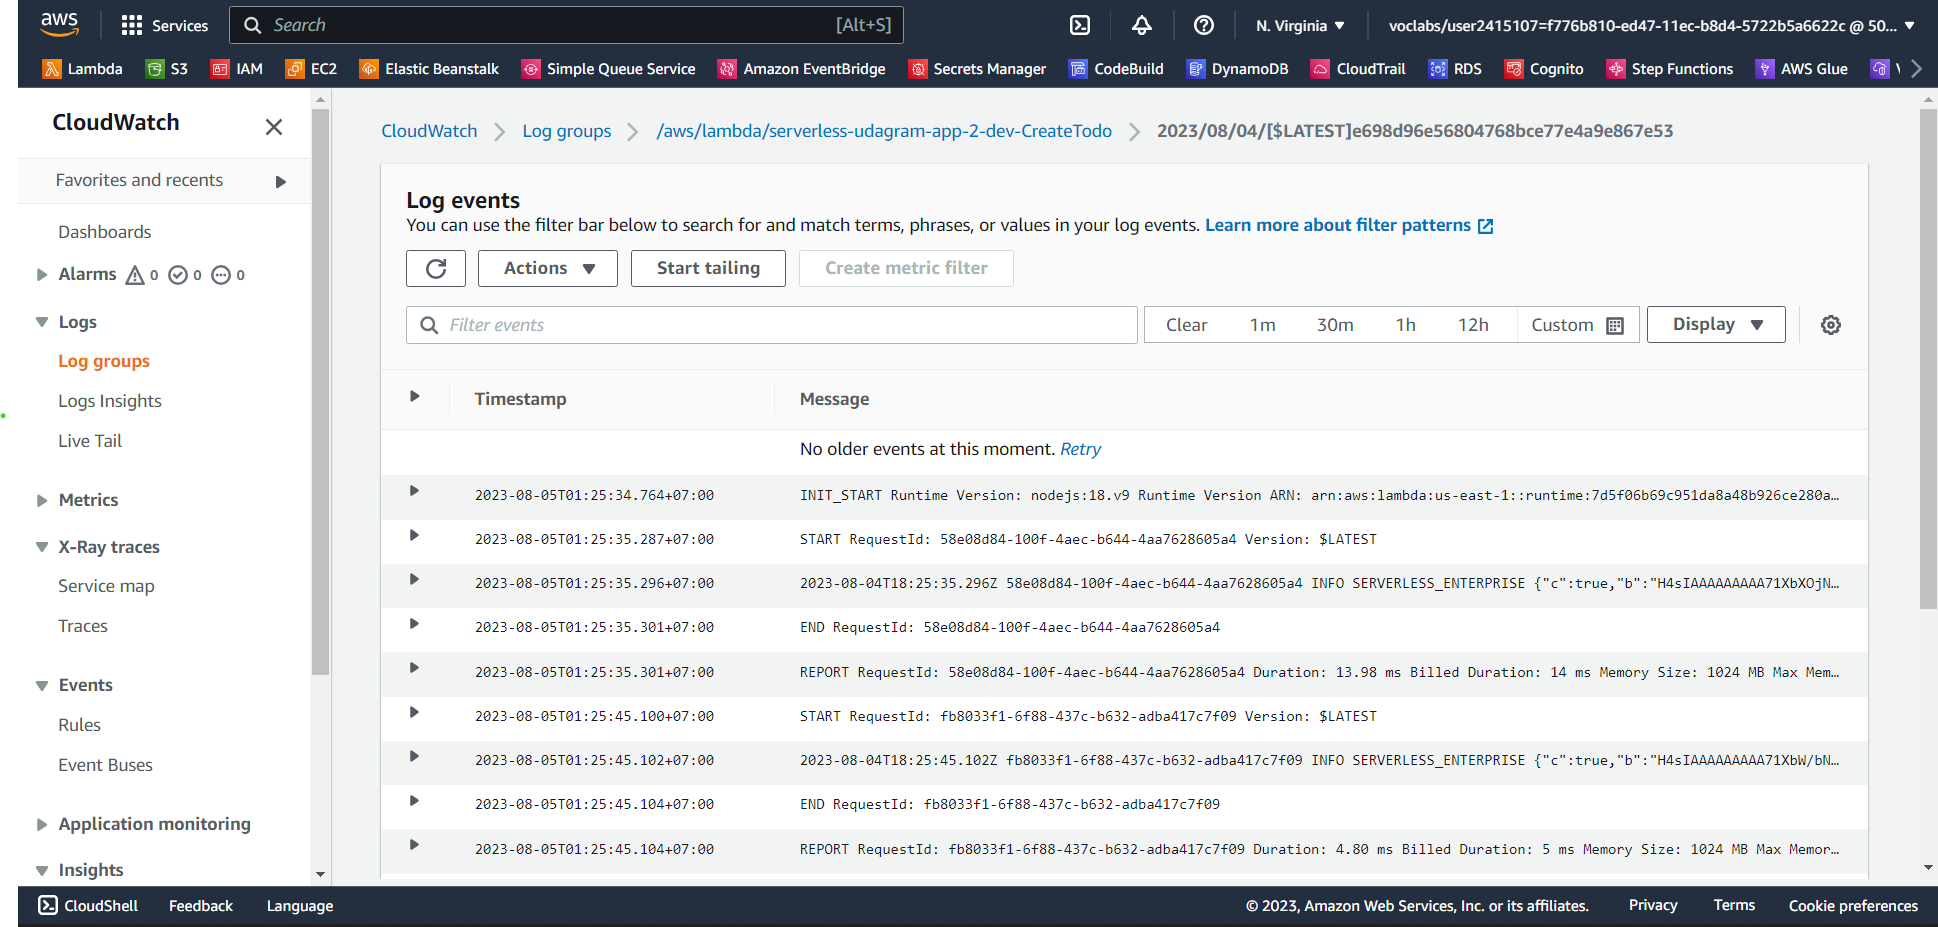 aws Services Search [Alt+S] N. Virginia voclabs/user2415107=f776b810-ed47-11ec-b8d4-5722b5a6622c @ 50...
Lambda S3 IAM EC2 Elastic Beanstalk Simple Queue Service Amazon EventBridge Secrets Manager CodeBuild DynamoDB CloudTrail RDS Cognito Step Functions AWS Glue
CloudWatch
Favorites and recents
Dashboards
Alarms 0 0 0
Logs
Log groups
Logs Insights
Live Tail
Metrics
X-Ray traces
Service map
Traces
Events
Rules
Event Buses
Application monitoring
Insights
CloudWatch Log groups /aws/lambda/serverless-udagram-app-2-dev-CreateTodo 2023/08/04/[$LATEST]e698d96e56804768bce77e4a9e867e53
Log events
You can use the filter bar below to search for and match terms, phrases, or values in your log events. Learn more about filter patterns
Actions Start tailing Create metric filter
Filter events Clear 1m 30m 1h 12h Custom Display
Timestamp Message
No older events at this moment. Retry
2023-08-05T01:25:34.764+07:00 INIT_START Runtime Version: nodejs:18.v9 Runtime Version ARN: arn:aws:lambda:us-east-1::runtime:7d5f06b69c951da8a48b926ce280a…
2023-08-05T01:25:35.287+07:00 START RequestId: 58e08d84-100f-4aec-b644-4aa7628605a4 Version: $LATEST
2023-08-05T01:25:35.296+07:00 2023-08-04T18:25:35.296Z 58e08d84-100f-4aec-b644-4aa7628605a4 INFO SERVERLESS_ENTERPRISE {"c":true,"b":"H4sIAAAAAAAAA71XbXOjN…
2023-08-05T01:25:35.301+07:00 END RequestId: 58e08d84-100f-4aec-b644-4aa7628605a4
2023-08-05T01:25:35.301+07:00 REPORT RequestId: 58e08d84-100f-4aec-b644-4aa7628605a4 Duration: 13.98 ms Billed Duration: 14 ms Memory Size: 1024 MB Max Mem…
2023-08-05T01:25:45.100+07:00 START RequestId: fb8033f1-6f88-437c-b632-adba417c7f09 Version: $LATEST
2023-08-05T01:25:45.102+07:00 2023-08-04T18:25:45.102Z fb8033f1-6f88-437c-b632-adba417c7f09 INFO SERVERLESS_ENTERPRISE {"c":true,"b":"H4sIAAAAAAAAA71XbW/bN…
2023-08-05T01:25:45.104+07:00 END RequestId: fb8033f1-6f88-437c-b632-adba417c7f09
2023-08-05T01:25:45.104+07:00 REPORT RequestId: fb8033f1-6f88-437c-b632-adba417c7f09 Duration: 4.80 ms Billed Duration: 5 ms Memory Size: 1024 MB Max Memor…
CloudShell Feedback Language © 2023, Amazon Web Services, Inc. or its affiliates. Privacy Terms Cookie preferences